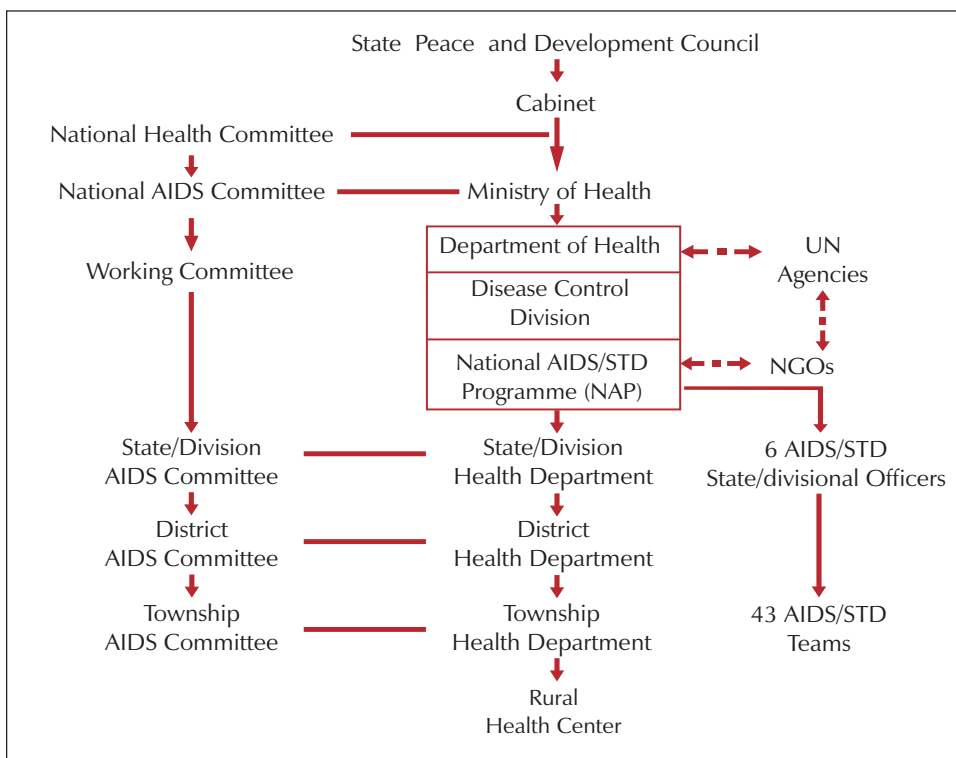 State Peace and Development Council
Cabinet
National Health Committee
National AIDS Committee
Ministry of Health
Department of Health
UN
Agencies
Working Committee
Disease Control
Division
National AIDS/STD
Programme (NAP)
NGOs
State/Division
AIDS Committee
State/Division
Health Department
6 AIDS/STD
State/divisional Officers
District
AIDS Committee
District
Health Department
Township
AIDS Committee
Township
Health Department
43 AIDS/STD
Teams
Rural
Health Center